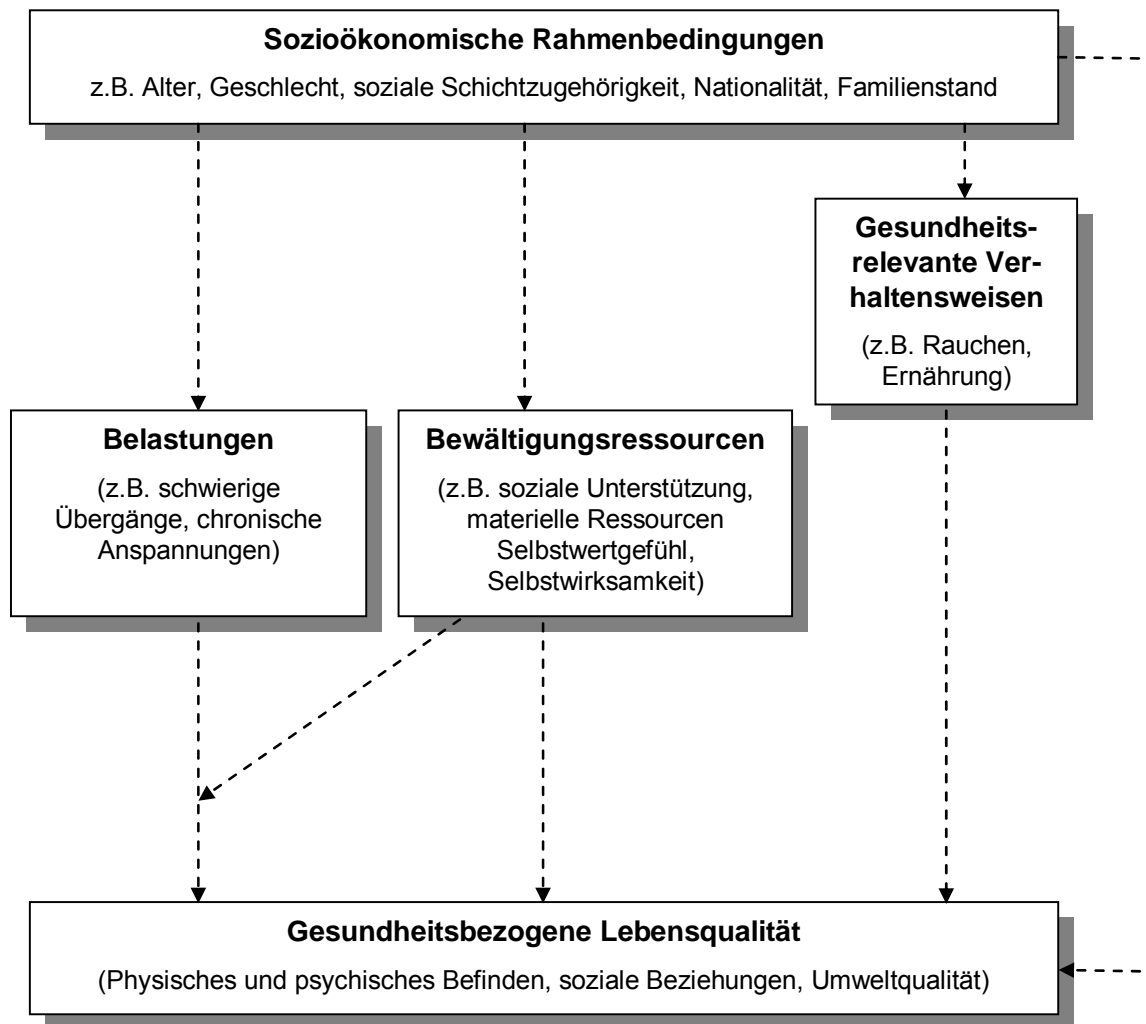 Sozioökonomische Rahmenbedingungen
z.B. Alter, Geschlecht, soziale Schichtzugehörigkeit, Nationalität, Familienstand
Gesundheits-
relevante Ver-
haltensweisen
(z.B. Rauchen,
Ernährung)
Belastungen
(z.B. schwierige
Übergänge, chronische
Anspannungen)
Bewältigungsressourcen
(z.B. soziale Unterstützung,
materielle Ressourcen
Selbstwertgefühl,
Selbstwirksamkeit)
Gesundheitsbezogene Lebensqualität
(Physisches und psychisches Befinden, soziale Beziehungen, Umweltqualität)